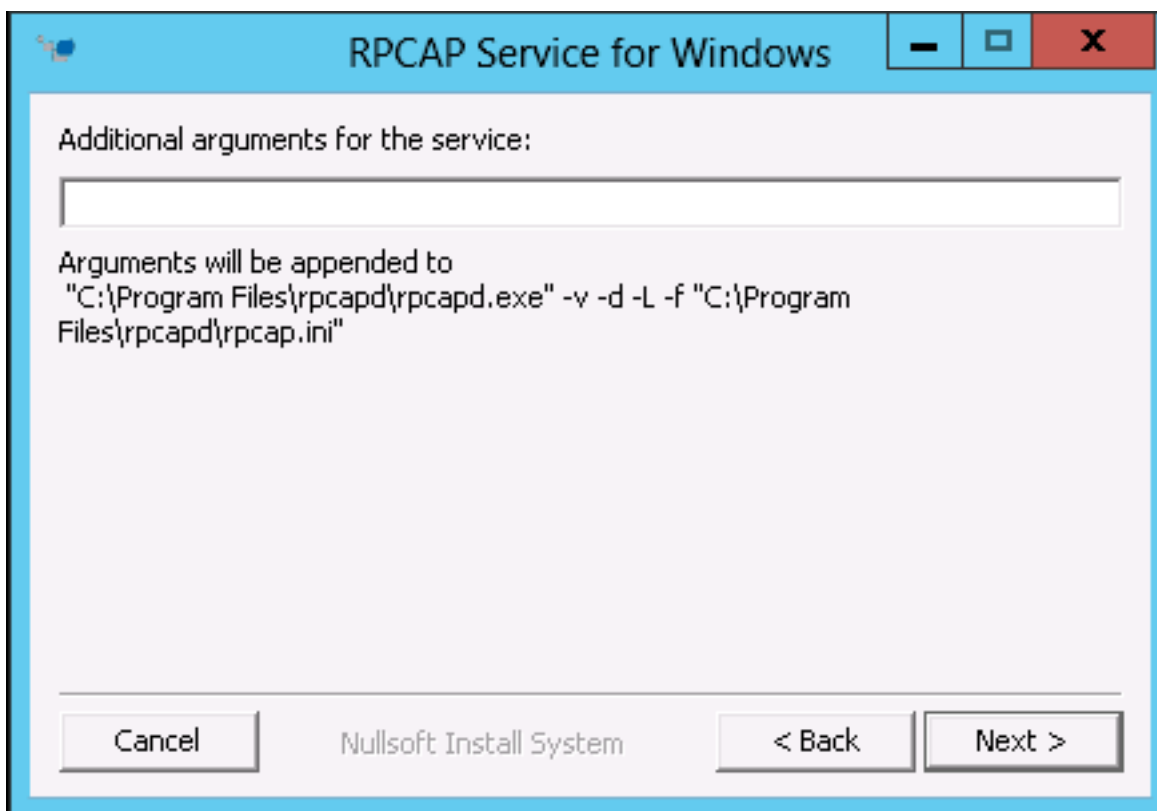 RPCAP Service for Windows
Additional arguments for the service:
Arguments will be appended to
"C:\Program Files\rpcapd\rpcapd.exe" -v -d -L -f "C:\Program
Files\rpcapd\rpcap.ini"
Cancel
Nullsoft Install System
< Back
Next >